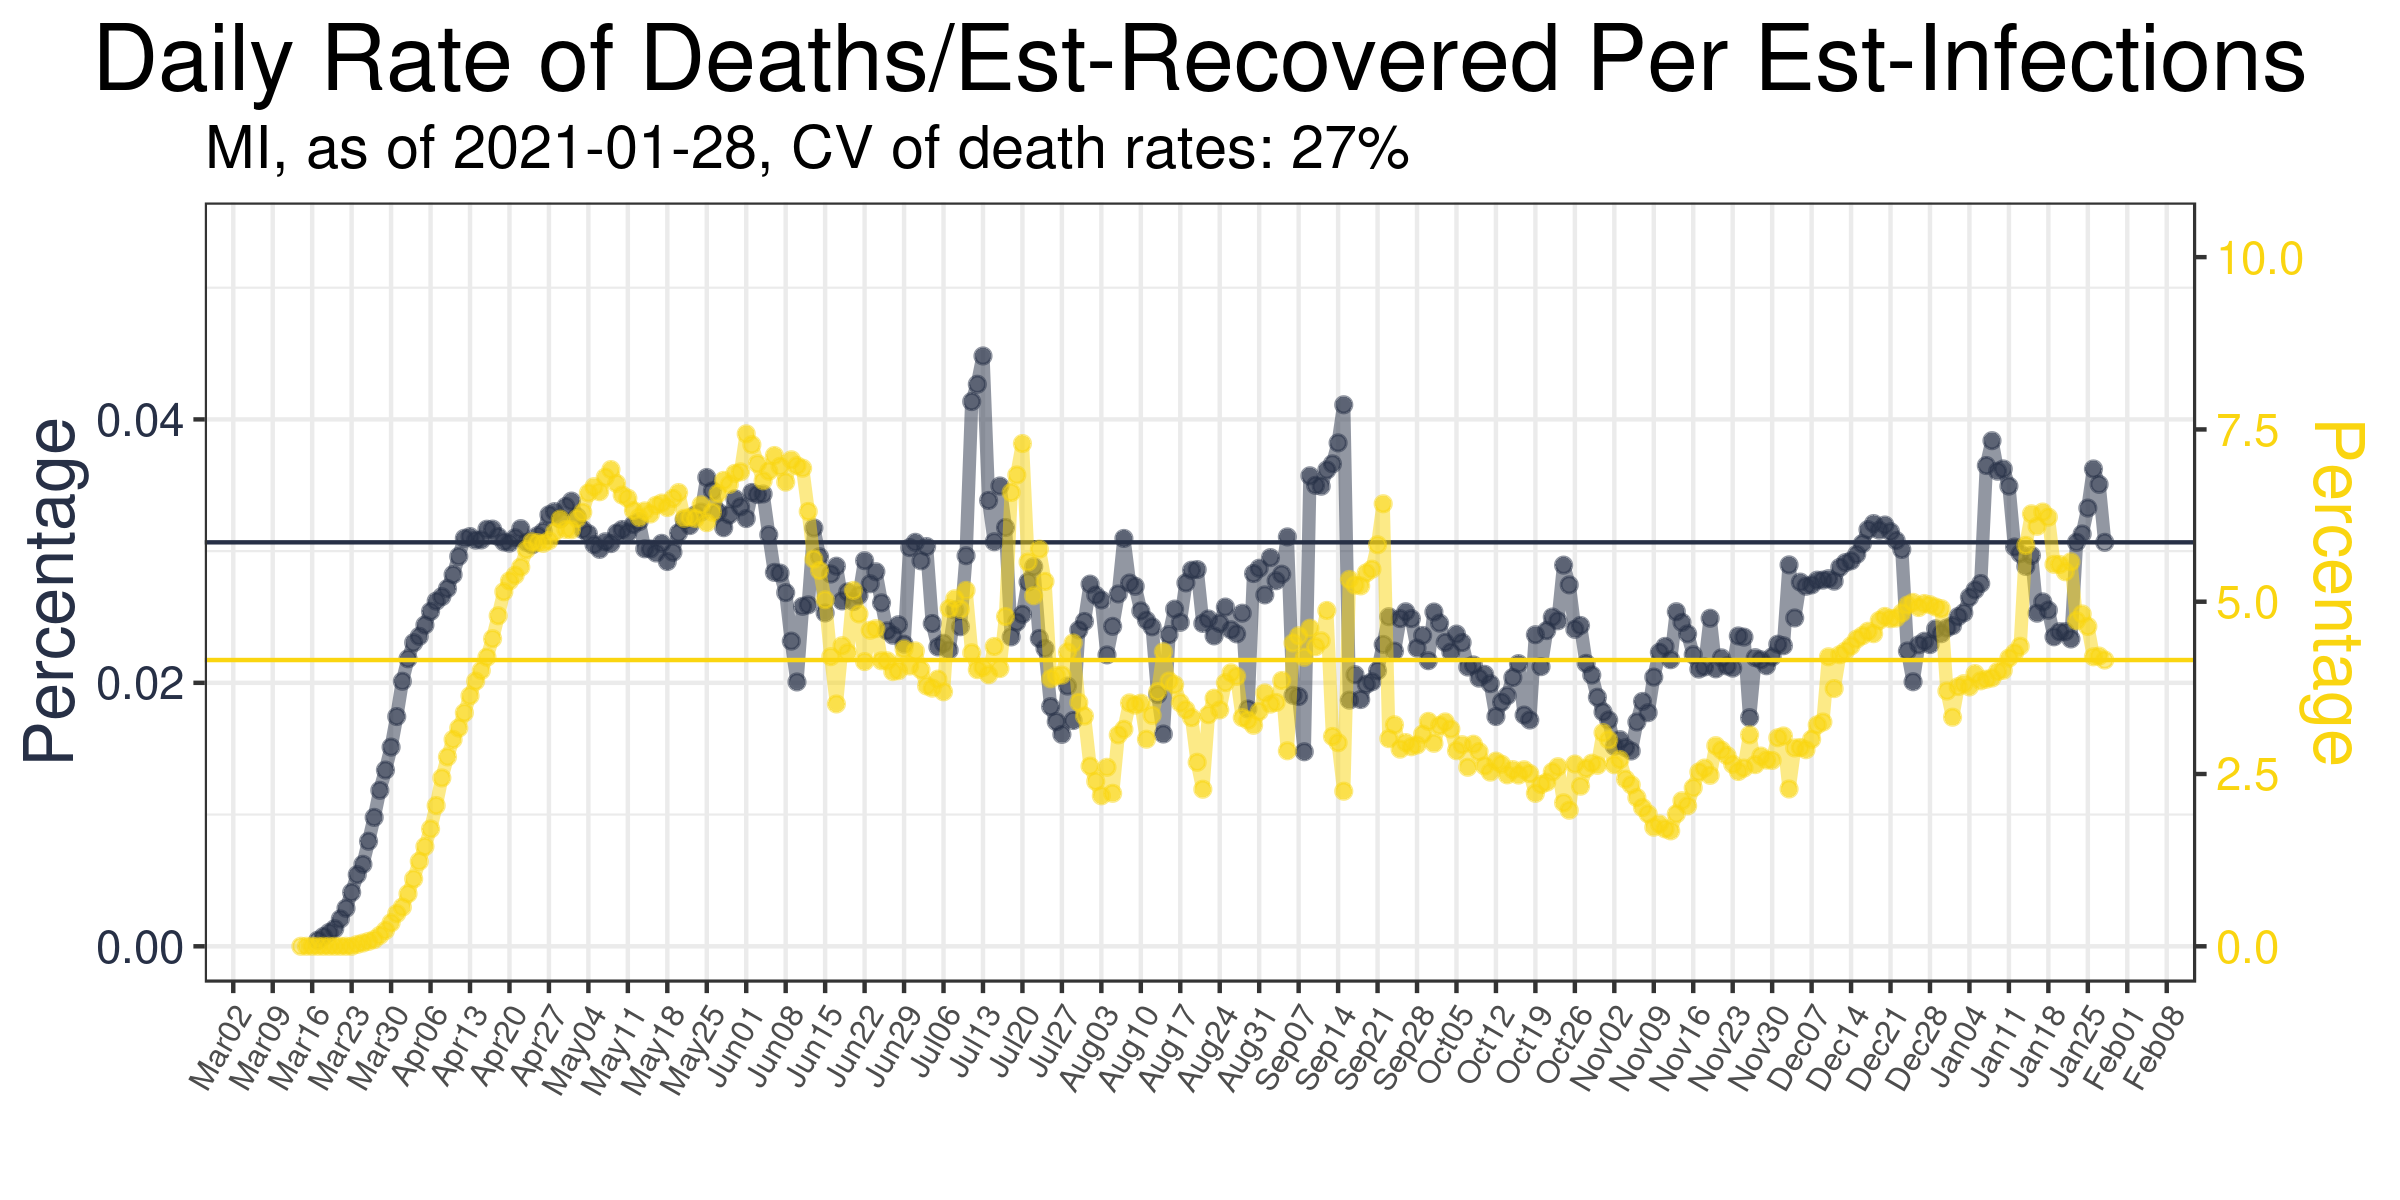 Daily Rate of Deaths/Est-Recovered Per Est-Infections
MI, as of 2021-01-28, CV of death rates: 27%
Percentage
0.04
0.02
0.00
10.0
7.5
5.0
2.5
0.0
Percentage
Mar02
Mar09
Mar16
Mar23
Mar30
Apr06
Apr13
Apr20
Apr27
May04
May11
May18
May25
Jun01
Jun08
Jun15
Jun22
Jun29
Jul06
Jul13
Jul20
Jul27
Aug03
Aug10
Aug17
Aug24
Aug31
Sep07
Sep14
Sep21
Sep28
Oct05
Oct12
Oct19
Oct26
Nov02
Nov09
Nov16
Nov23
Nov30
Dec07
Dec14
Dec21
Dec28
Jan04
Jan11
Jan18
Jan25
Feb01
Feb08